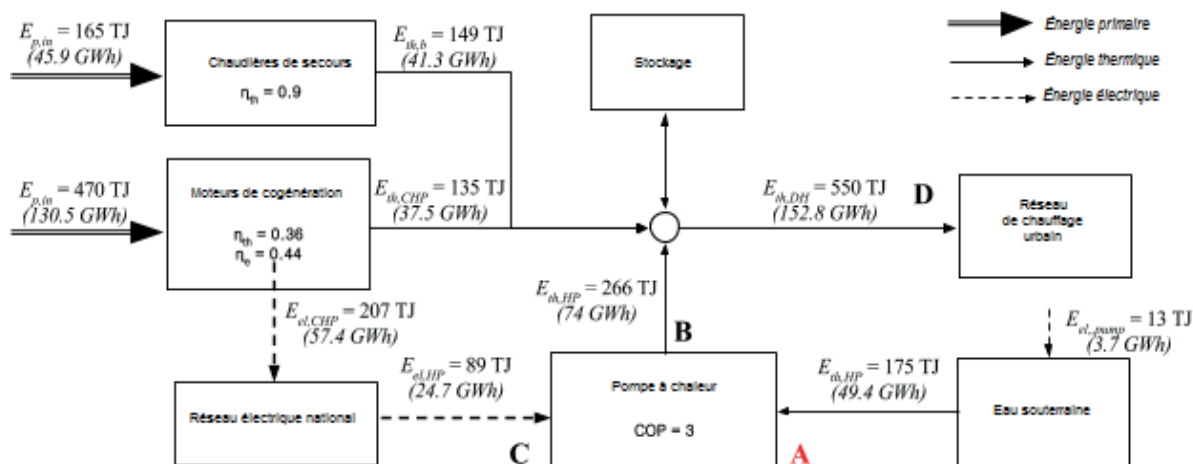 E_p,in = 165 TJ
(45.9 GWh)
Chaudières de secours
η_th = 0.9
E_th,b = 149 TJ
(41.3 GWh)
Stockage
Énergie primaire
Énergie thermique
Énergie électrique
E_p,in = 470 TJ
(130.5 GWh)
Moteurs de cogénération
η_th = 0.36
η_e = 0.44
E_th,CHP = 135 TJ
(37.5 GWh)
E_th,DH = 550 TJ
(152.8 GWh)
D
Réseau
de chauffage
urbain
E_el,CHP = 207 TJ
(57.4 GWh)
E_th,HP = 266 TJ
(74 GWh)
B
E_el,,pump = 13 TJ
(3.7 GWh)
Réseau électrique national
E_el,HP = 89 TJ
(24.7 GWh)
C
Pompe à chaleur
COP = 3
A
E_th,HP = 175 TJ
(49.4 GWh)
Eau souterraine